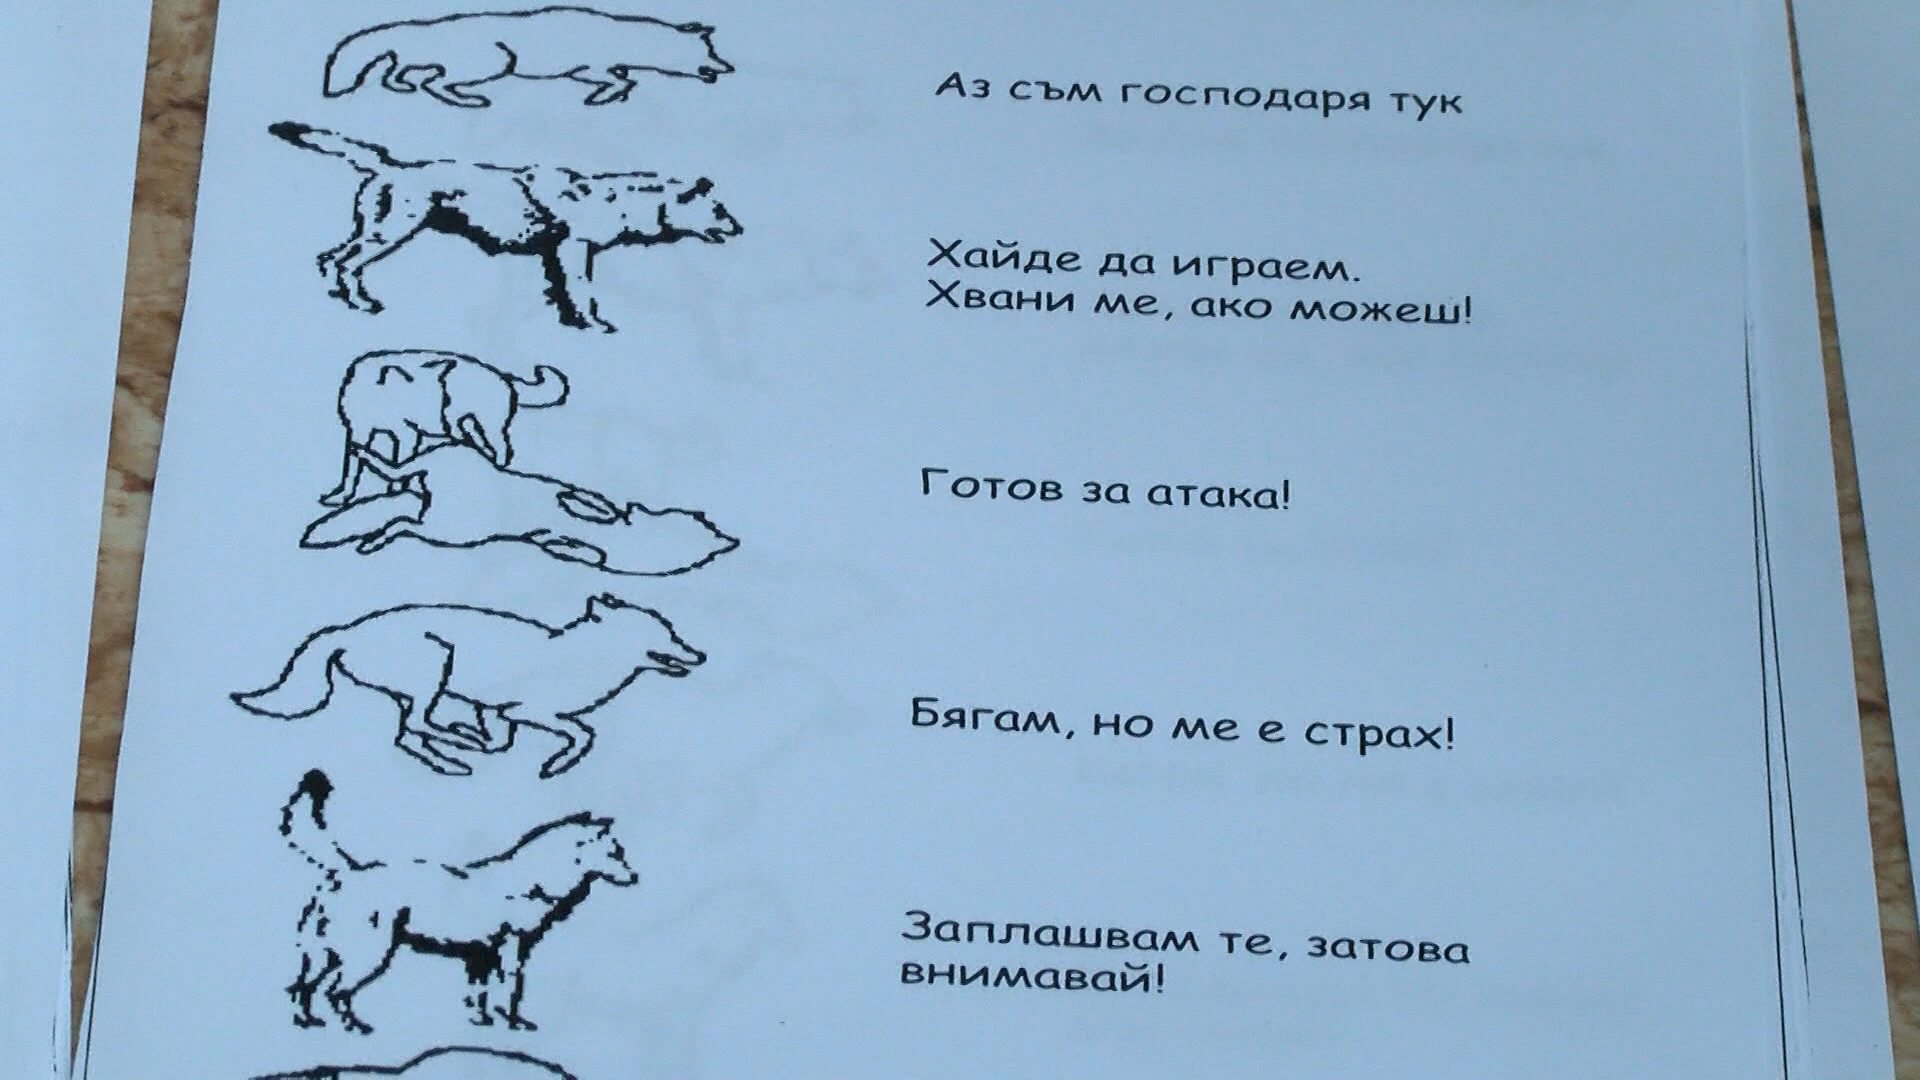 Аз съм господаря тук
Хайде да играем.
Хвани ме, ако можеш!
Готов за атака!
Бягам, но ме е страх!
Заплашвам те, затова
внимавай!